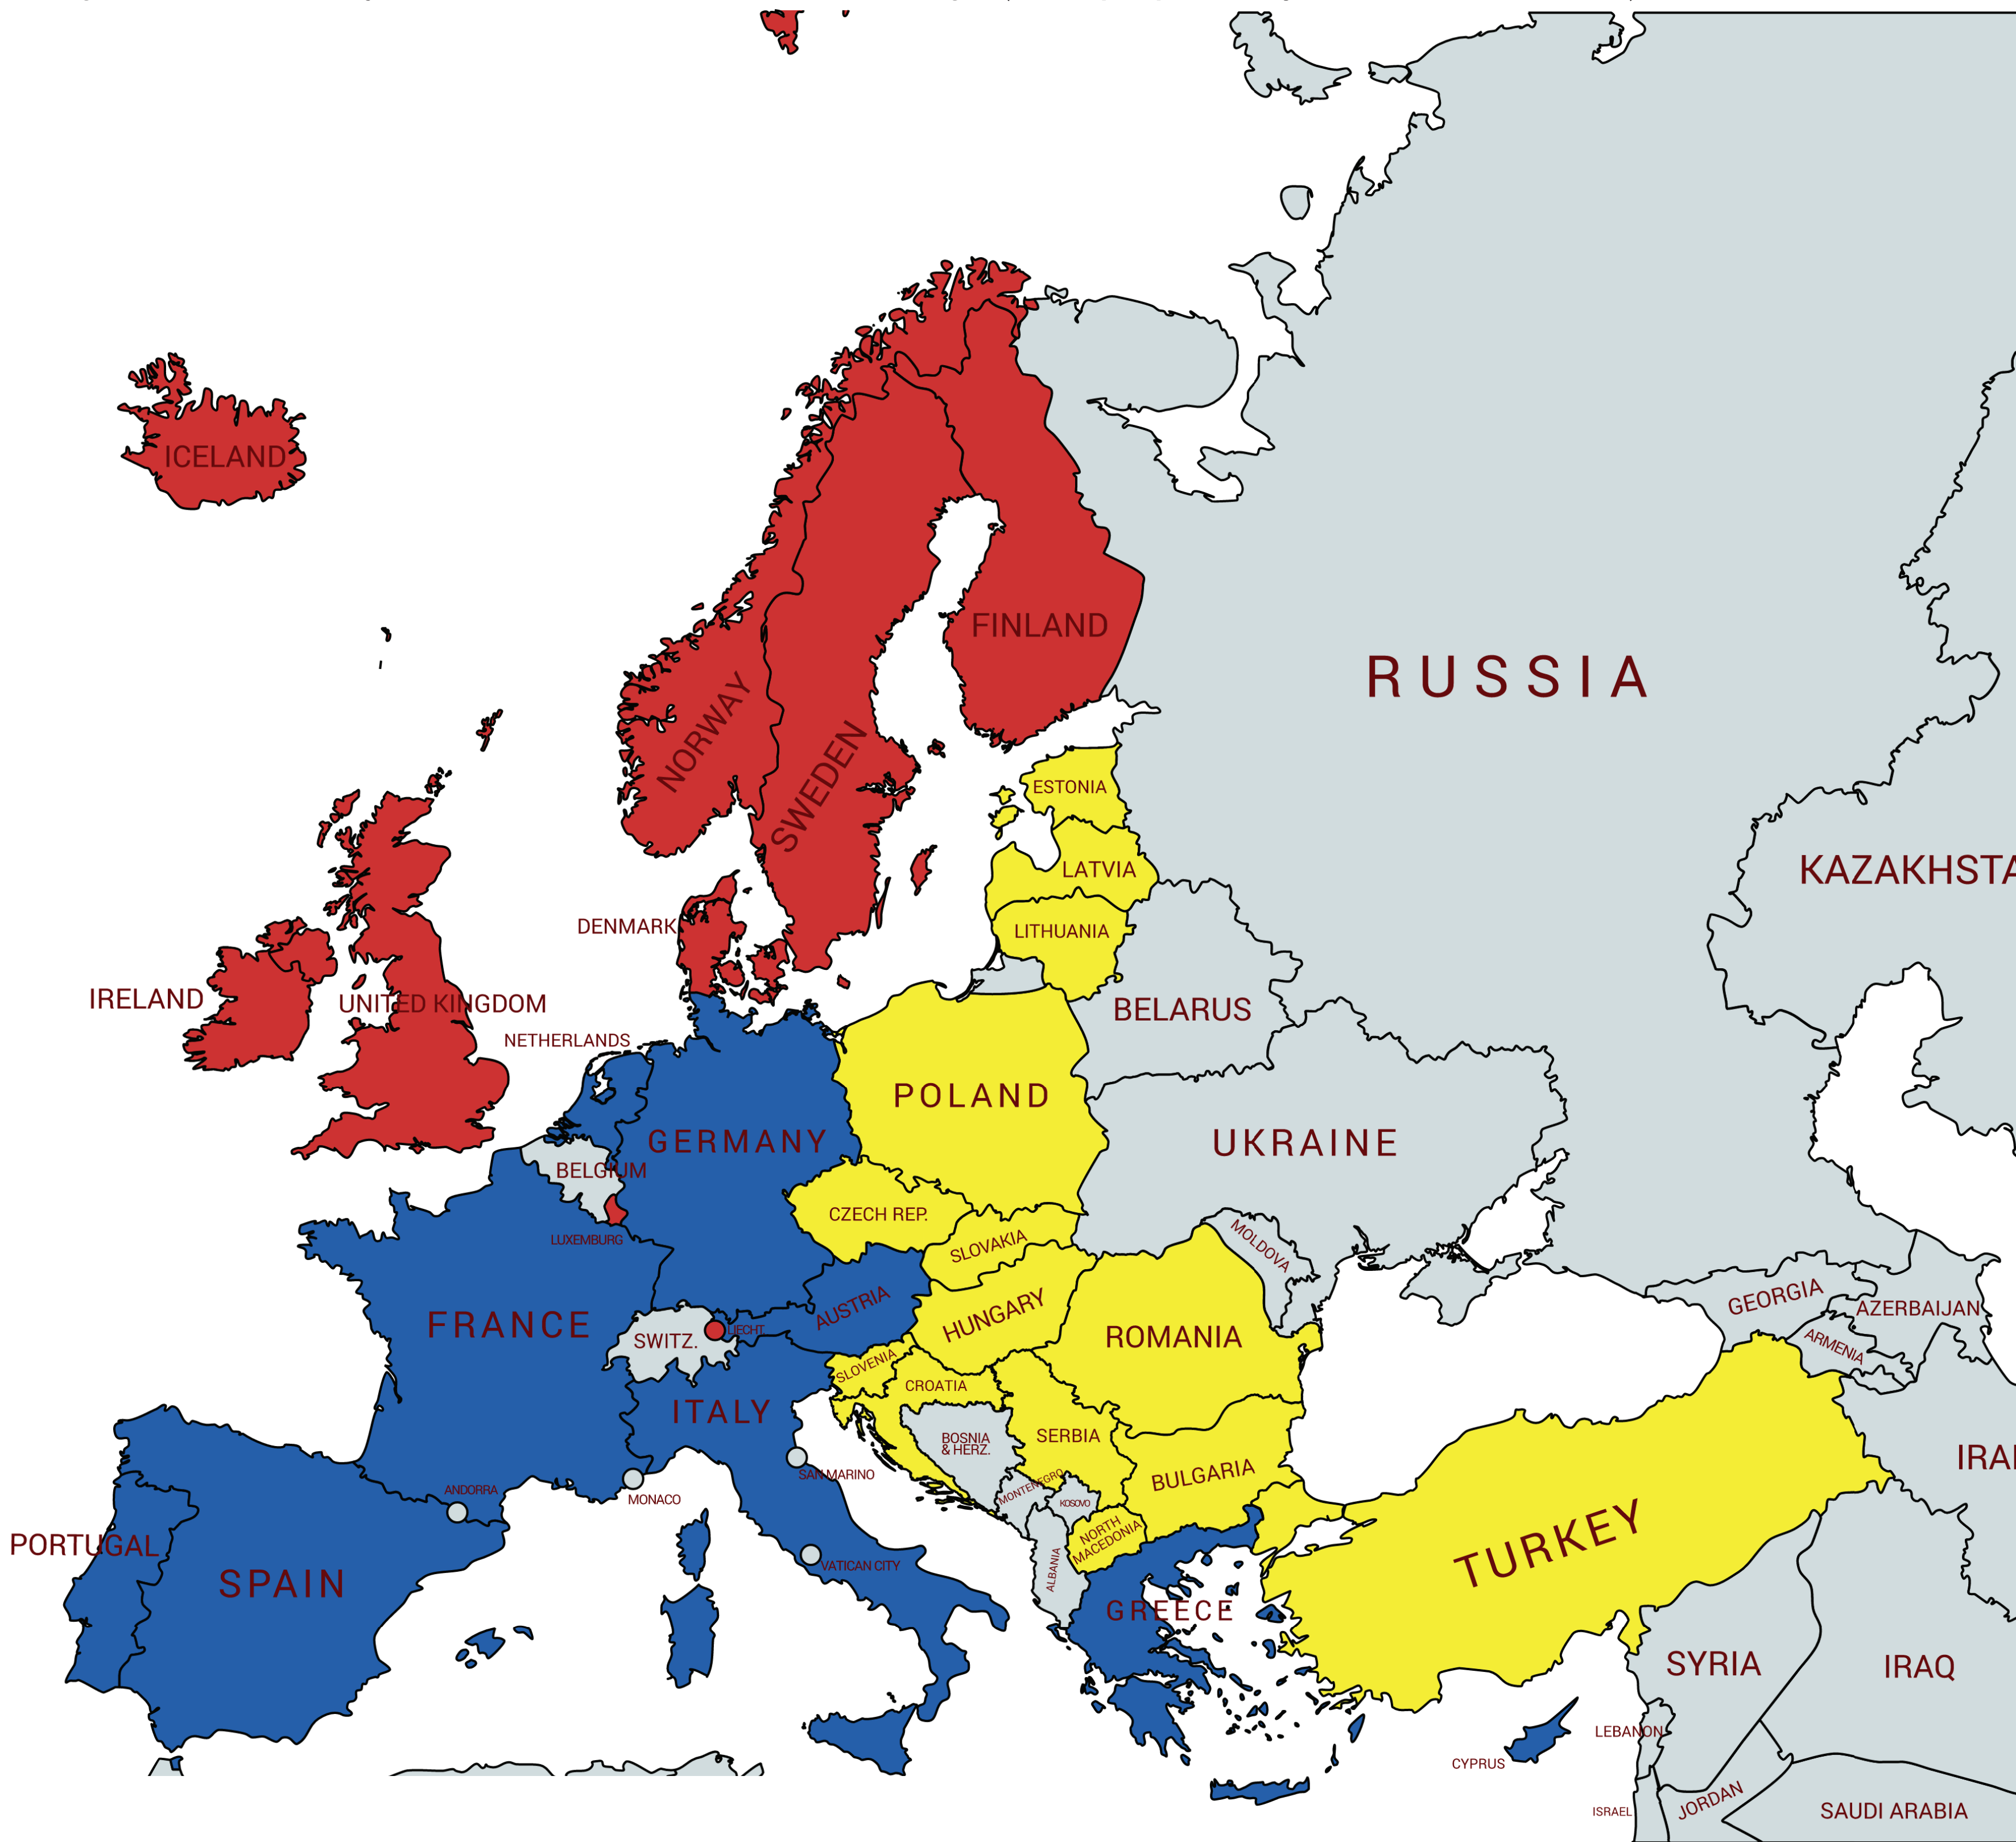 ICELAND
FINLAND
RUSSIA
NORWAY
SWEDEN
ESTONIA
LATVIA
KAZAKHSTA
DENMARK
LITHUANIA
IRELAND
UNITED KINGDOM
BELARUS
NETHERLANDS
POLAND
GERMANY
UKRAINE
BELGIUM
CZECH REP.
LUXEMBURG
SLOVAKIA
MOLDOVA
FRANCE
AUSTRIA
HUNGARY
GEORGIA
AZERBAIJAN
LIECHT
SWITZ.
ROMANIA
ARMENIA
SLOVENIA
CROATIA
ITALY
BOSNIA
& HERZ.
SERBIA
IRAN
SAN MARINO
BULGARIA
ANDORRA
MONACO
MONTENEGRO
KOSOVO
PORTUGAL
NORTH
MACEDONIA
TURKEY
VATICAN CITY
ALBANIA
SPAIN
GREECE
SYRIA
IRAQ
LEBANON
CYPRUS
ISRAEL
JORDAN
SAUDI ARABIA